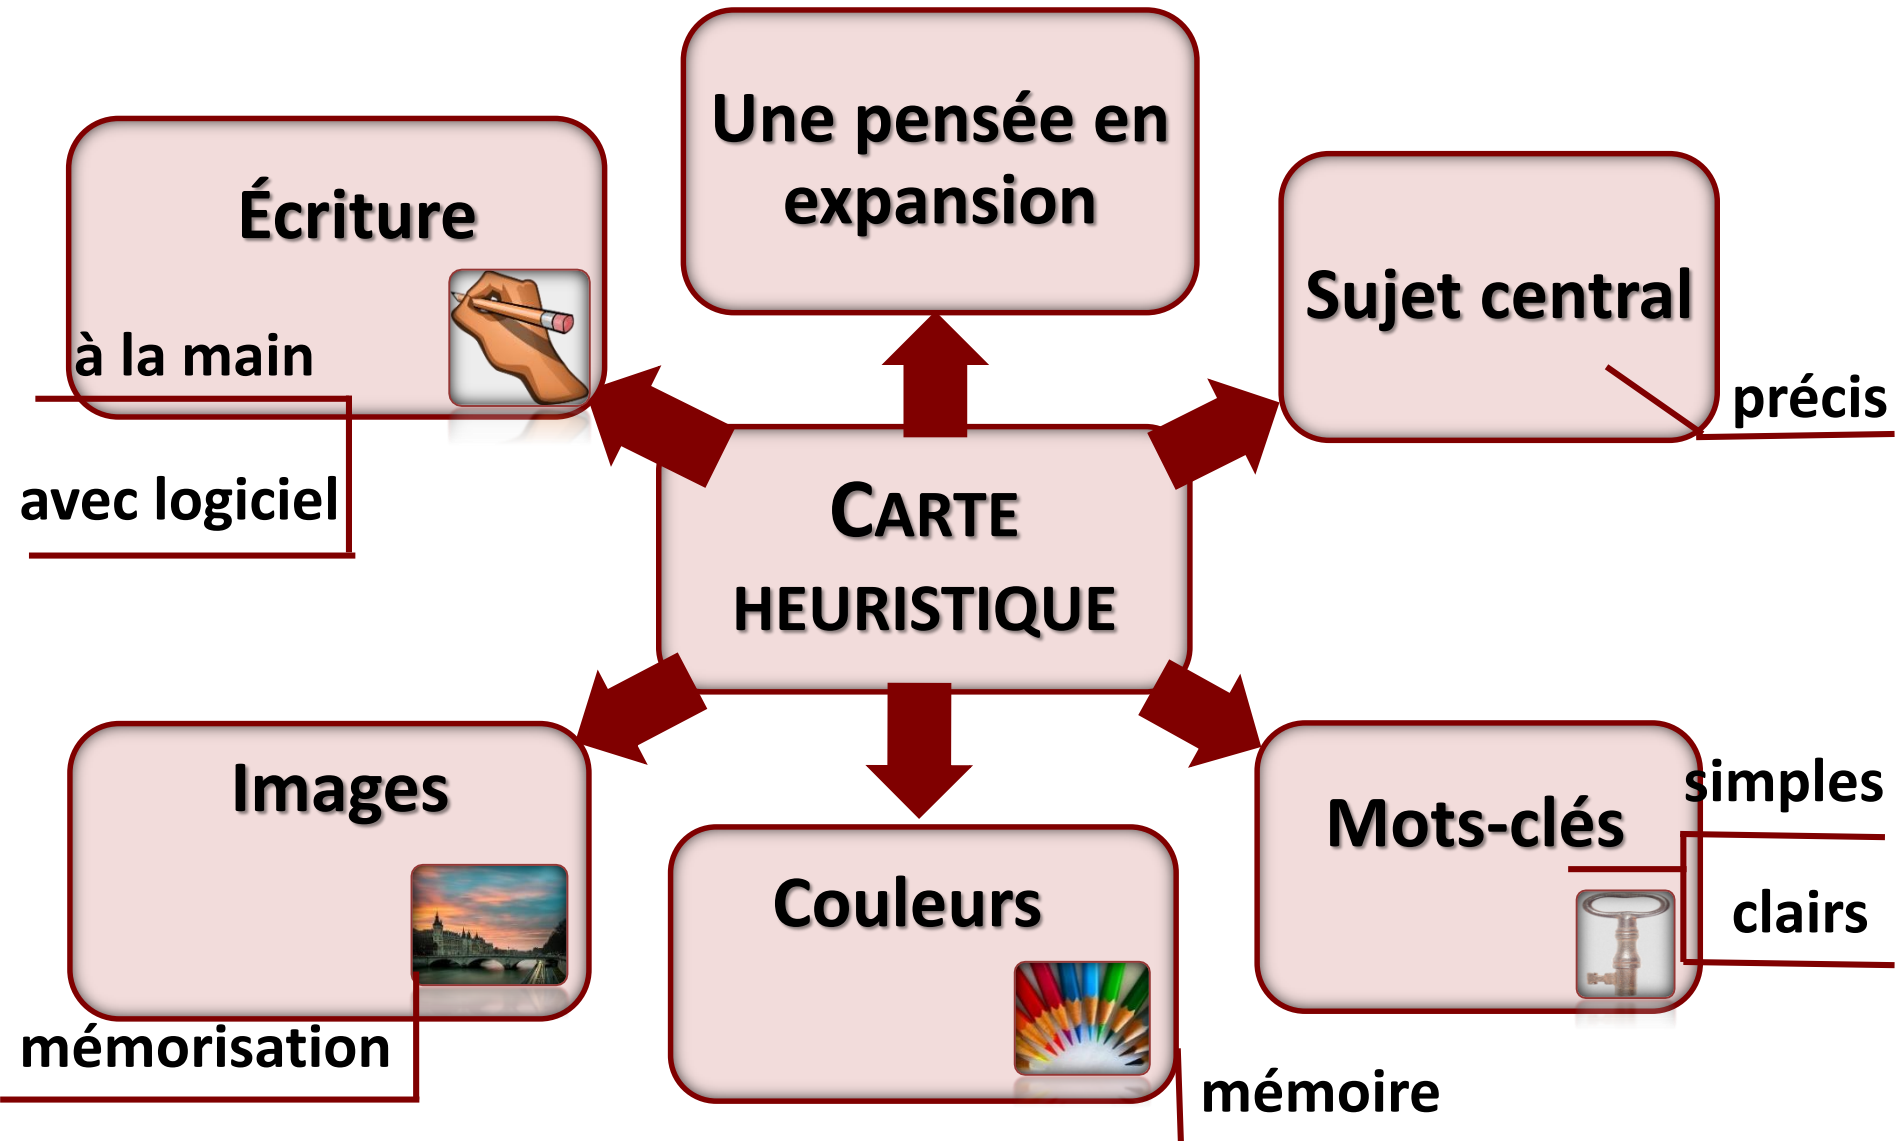 Une pensée en
expansion
Écriture
à la main
avec logiciel
Sujet central
précis
CARTE
HEURISTIQUE
Images
mémorisation
Couleurs
mémoire
Mots-clés
simples
clairs